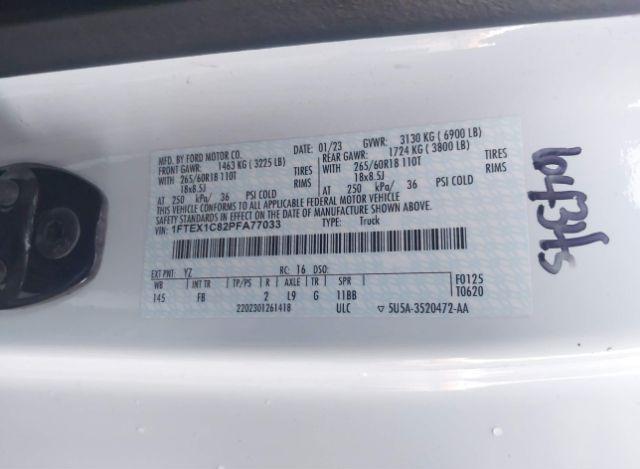 MFD. BY FORD MOTOR CO. DATE: 01/23 GVWR: 3130 KG ( 6900 LB)
FRONT GAWR: 1463 KG ( 3225 LB) REAR GAWR: 1724 KG ( 3800 LB)
WITH 265/60R18 110T TIRES WITH 265/60R18 110T TIRES
18x8.5J RIMS 18x8.5J RIMS
AT 250 kPa/ 36 PSI COLD AT 250 kPa/ 36 PSI COLD
THIS VEHICLE CONFORMS TO ALL APPLICABLE FEDERAL MOTOR VEHICLE
SAFETY STANDARDS IN EFFECT ON THE DATE OF MANUFACTURE SHOWN ABOVE.
VIN: 1FTEX1C82PFA77033 TYPE: Truck
EXT PNT: YZ RC: 16 DSO:
WB INT TR TP/PS R AXLE TR SPR
145 FB 2 L9 G 11BB
F0125
T0620
2202301261418 ULC 5U5A-3520472-AA